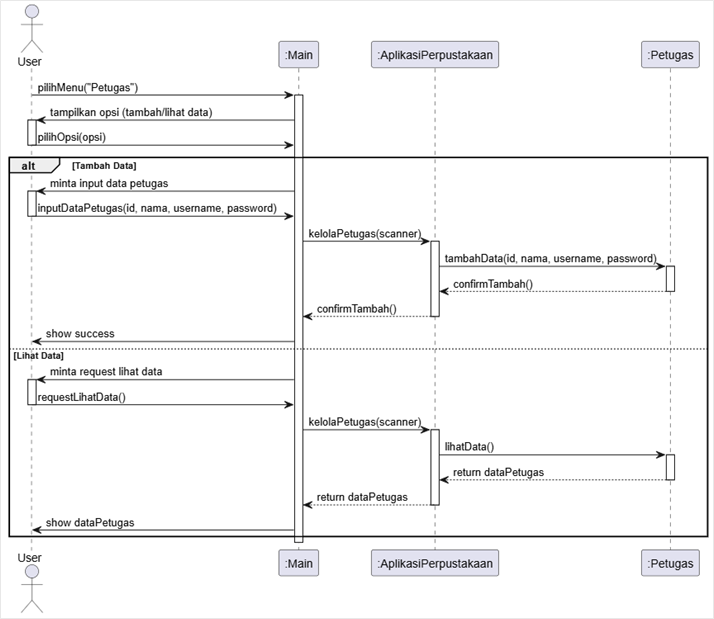 User
:Main
:AplikasiPerpustakaan
:Petugas
pilihMenu("Petugas")
tampilkan opsi (tambah/lihat data)
pilihOpsi(opsi)
alt
[Tambah Data]
minta input data petugas
inputDataPetugas(id, nama, username, password)
kelolaPetugas(scanner)
tambahData(id, nama, username, password)
confirmTambah()
confirmTambah()
show success
[Lihat Data]
minta request lihat data
requestLihatData()
kelolaPetugas(scanner)
lihatData()
return dataPetugas
return dataPetugas
show dataPetugas
User
:Main
:AplikasiPerpustakaan
:Petugas